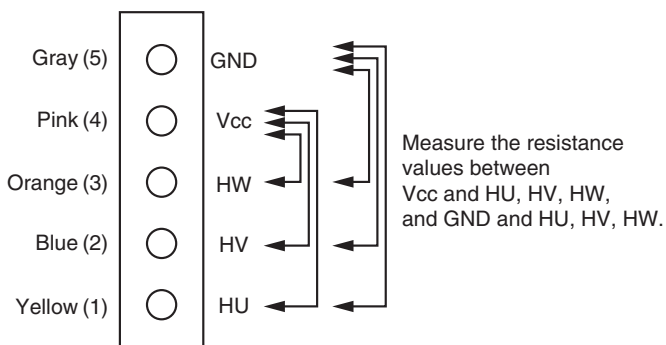 Gray (5) GND
Pink (4) Vcc
Orange (3) HW
Blue (2) HV
Yellow (1) HU
Measure the resistance
values between
Vcc and HU, HV, HW,
and GND and HU, HV, HW.